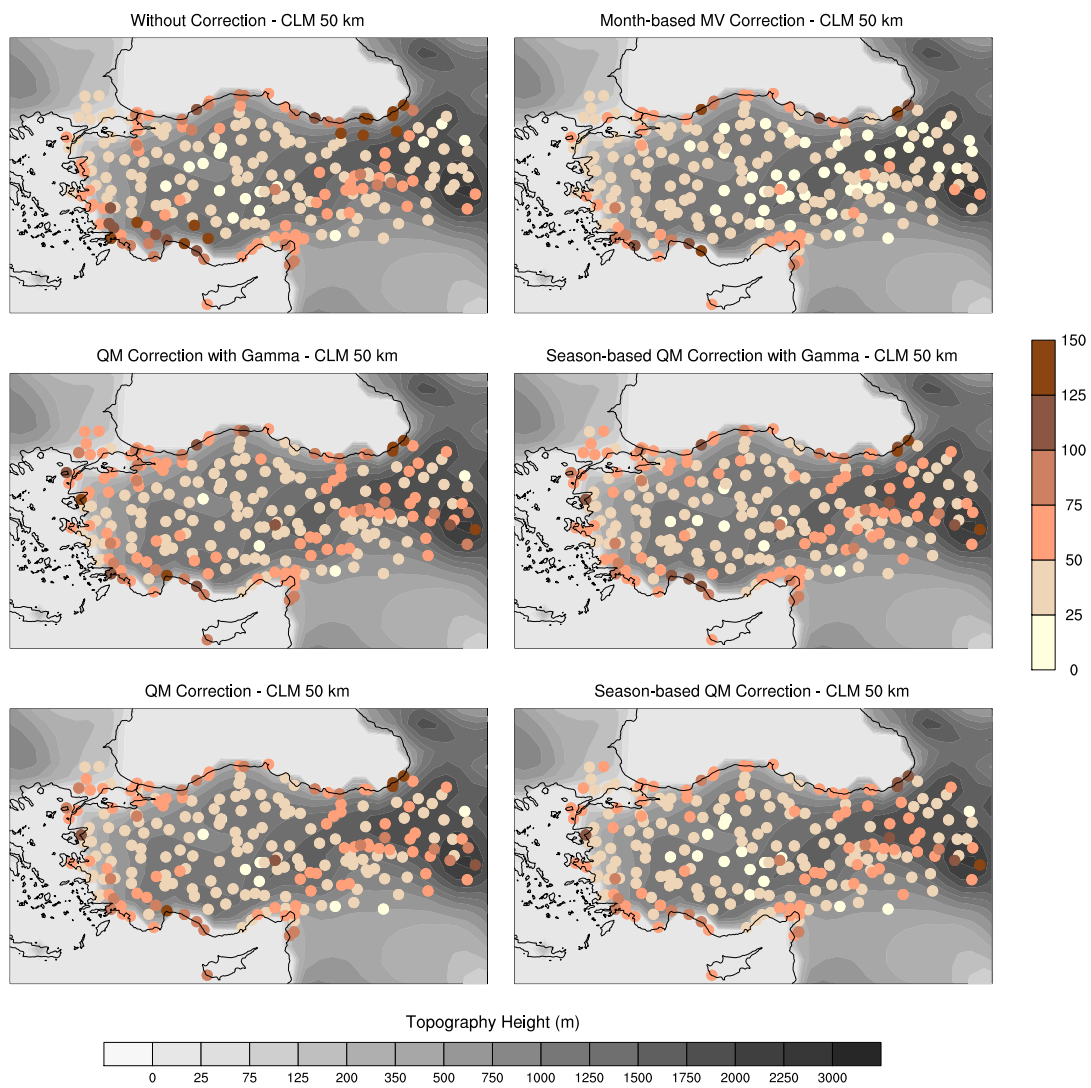 Without Correction - CLM 50 km
Month-based MV Correction - CLM 50 km
QM Correction with Gamma - CLM 50 km
Season-based QM Correction with Gamma - CLM 50 km
150
125
100
75
50
25
0
QM Correction - CLM 50 km
Season-based QM Correction - CLM 50 km
Topography Height (m)
0 25 75 125 200 350 500 750 1000 1250 1500 1750 2000 2250 3000